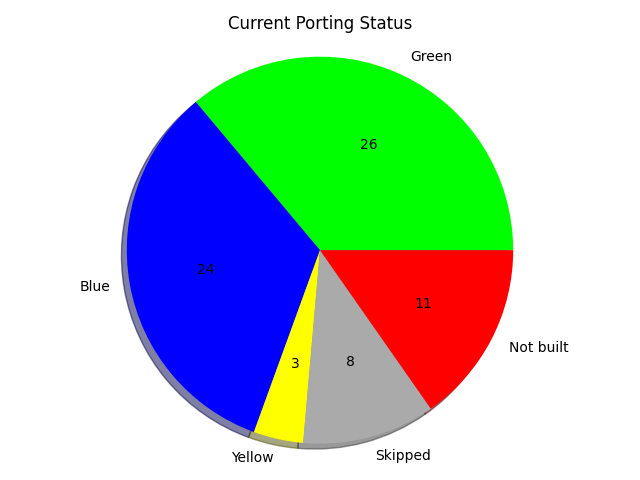 Current Porting Status
Green
26
Blue
24
Yellow
3
Skipped
8
Not built
11